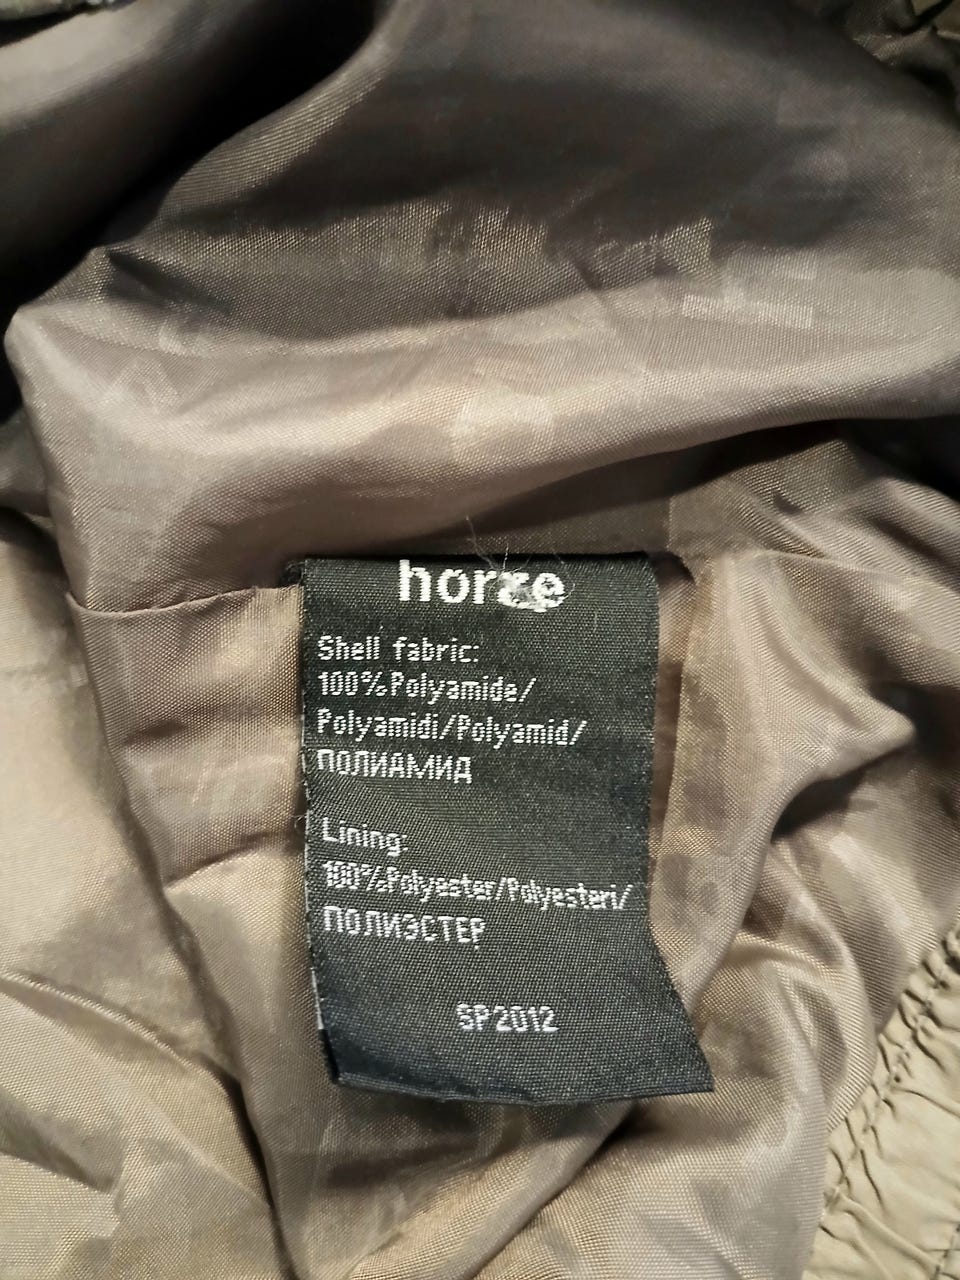 horze
Shell fabric:
100%Polyamide/
Polyamidi/Polyamid/
ПОЛИАМИД
Lining:
100%Polyester/Polyesteri/
ПОЛИЭСТЕР
SP2012